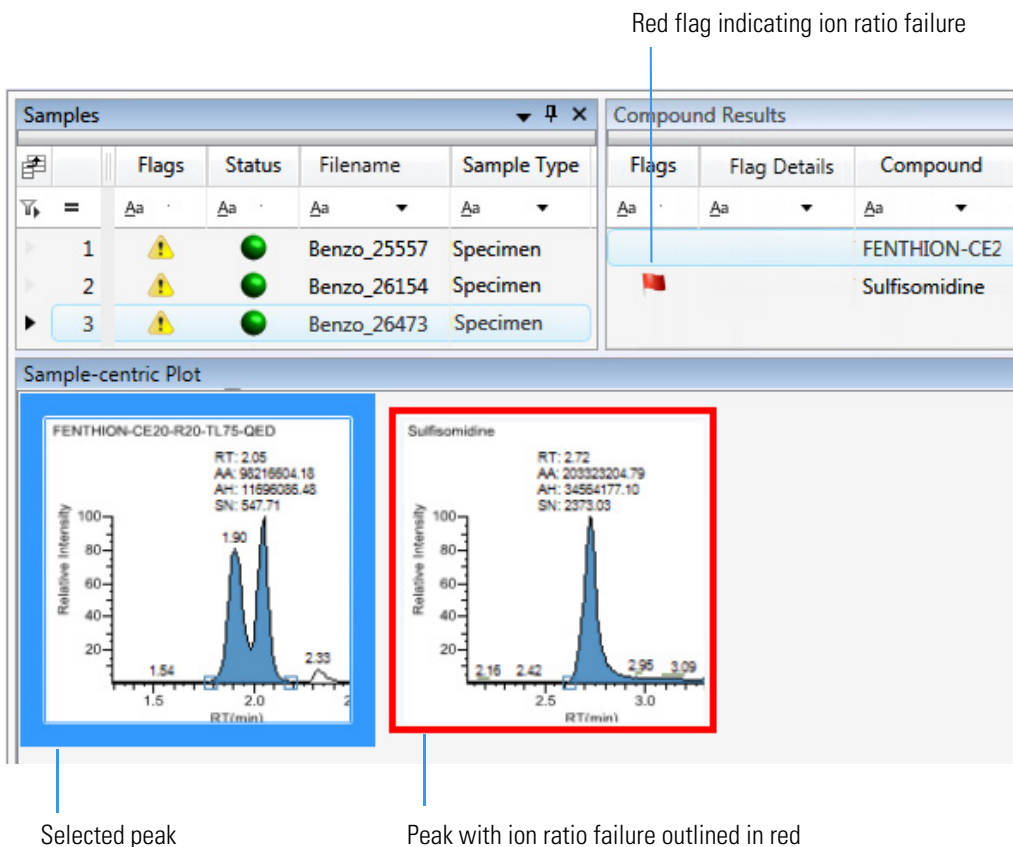 Red flag indicating ion ratio failure
Samples
Compound Results
Flags Status Filename Sample Type
Flags Flag Details Compound
= Aa Aa Aa Aa
Aa Aa Aa
1 Benzo_25557 Specimen
FENTHION-CE2
2 Benzo_26154 Specimen
Sulfisomidine
3 Benzo_26473 Specimen
Sample-centric Plot
FENTHION-CE20-R20-TL75-QED
RT: 2.05
AA: 98216604.18
AH: 11696086.48
SN: 547.71
Relative Intensity
100
80
60
40
20
1.90
1.54
2.33
1.5 2.0 2
RT(min)
Sulfisomidine
RT: 2.72
AA: 203323204.79
AH: 34564177.10
SN: 2373.03
Relative Intensity
100
80
60
40
20
2.16 2.42 2.95 3.09
2.5 3.0
RT(min)
Selected peak
Peak with ion ratio failure outlined in red